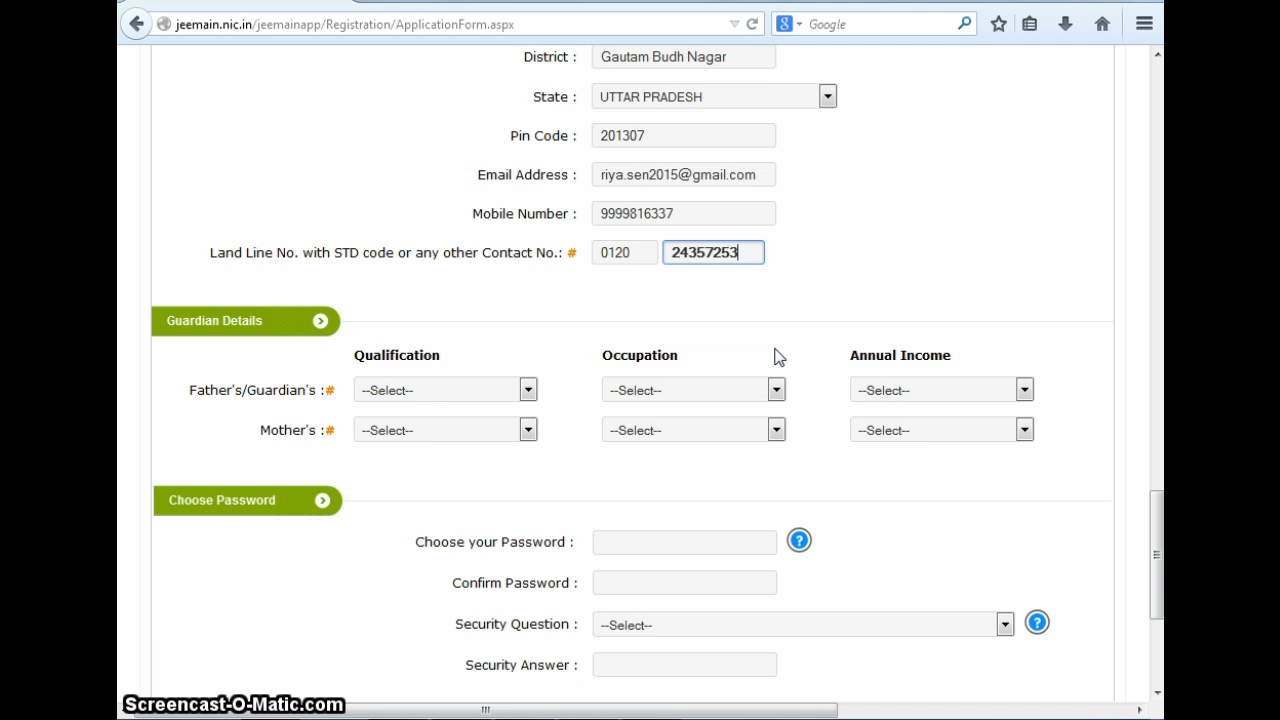 jeemain.nic.in/jeemainapp/Registration/ApplicationForm.aspx
Google
District : Gautam Budh Nagar
State : UTTAR PRADESH
Pin Code : 201307
Email Address : riya.sen2015@gmail.com
Mobile Number : 9999816337
Land Line No. with STD code or any other Contact No.: # 0120 24357253
Guardian Details
Qualification Occupation Annual Income
Father's/Guardian's :# --Select-- --Select-- --Select--
Mother's :# --Select-- --Select-- --Select--
Choose Password
Choose your Password : ?
Confirm Password :
Security Question : --Select-- ?
Security Answer :
Screencast-O-Matic.com